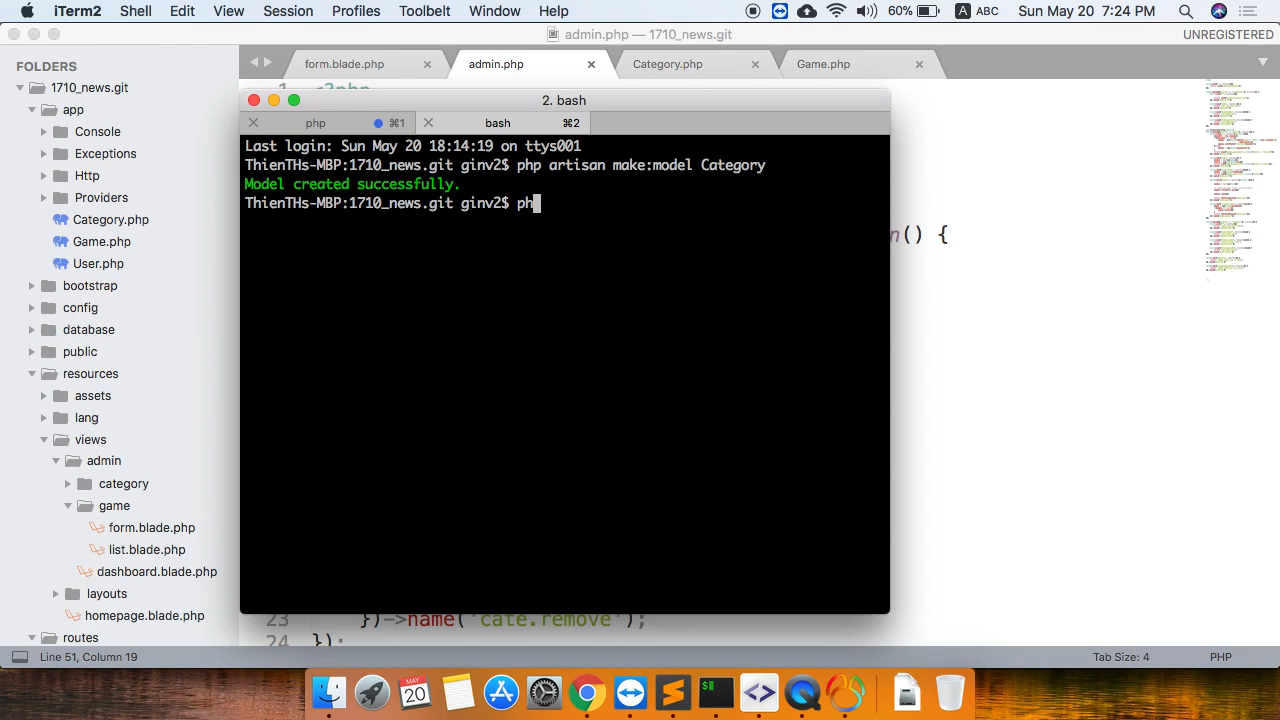 iTerm2 Shell Edit View Session Profiles Toolbelt Window Help 60% A ABC Sun May 20 7:24 PM
admin.php — 1710_news.git UNREGISTERED
FOLDERS
form.blade.php admin.php Category.php Game.php
1710_news.git
app
Console
Exceptions
Http
Providers
Category.php
Game.php
User.php
bootstrap
config
database
public
resources
assets
lang
views
admin
category
game
form.blade.php
list.blade.php
dashboard.blade.php
layouts
homepage.blade.php
routes
1 <?php
2. bash
php ⌘1 bash ⌘2
Last login: Sun May 20 18:14:19 on ttys001
ThienTHs-MBP:1710_news.git giuv29$ php artisan make:model Category
Model created successfully.
ThienTHs-MBP:1710_news.git giuv29$
n() {
23 })->name('cate.remove');
24 });
Line 51, Column 19 Tab Size: 4 PHP
MAY
20
$